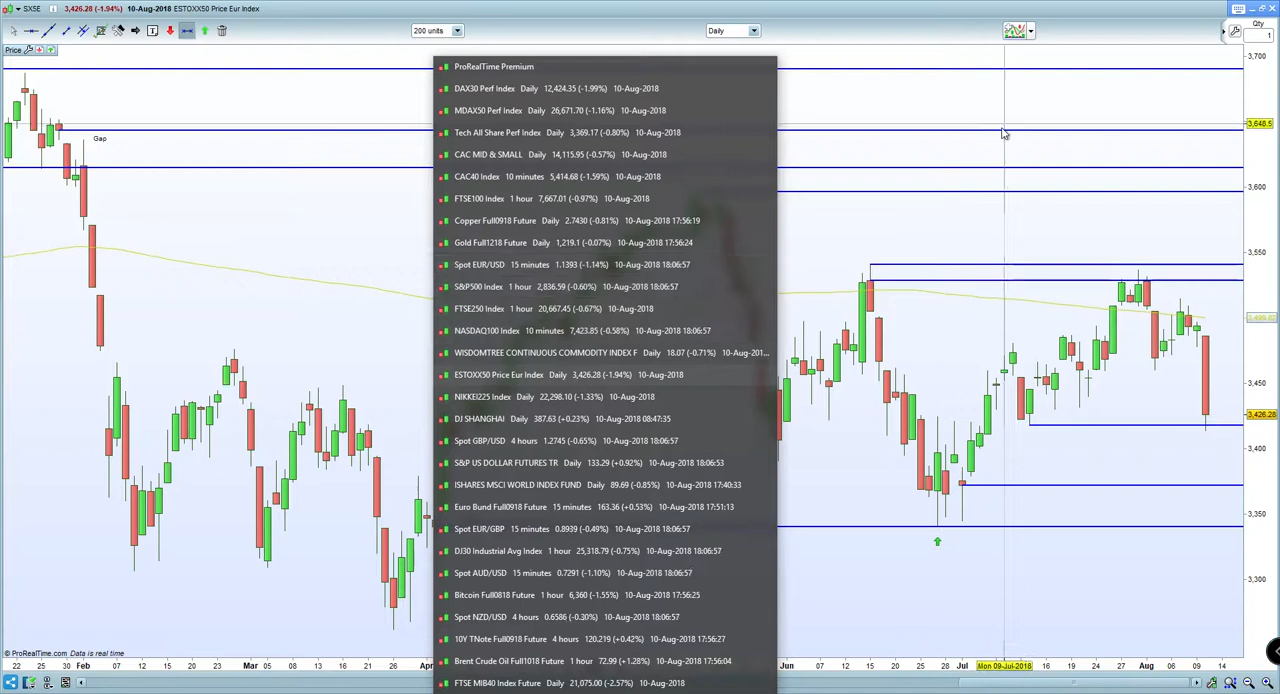 SX5E 3,426.28 (-1.94%) 10-Aug-2018 ESTOXX50 Price Eur Index
200 units
Daily
Qty
1
Price
Gap
ProRealTime Premium
DAX30 Perf Index Daily 12,424.35 (-1.99%) 10-Aug-2018
MDAX50 Perf Index Daily 26,671.70 (-1.16%) 10-Aug-2018
Tech All Share Perf Index Daily 3,369.17 (-0.80%) 10-Aug-2018
CAC MID & SMALL Daily 14,115.95 (-0.57%) 10-Aug-2018
CAC40 Index 10 minutes 5,414.68 (-1.59%) 10-Aug-2018
FTSE100 Index 1 hour 7,667.01 (-0.97%) 10-Aug-2018
Copper Full0918 Future Daily 2.7430 (-0.81%) 10-Aug-2018 17:56:19
Gold Full1218 Future Daily 1,219.1 (-0.07%) 10-Aug-2018 17:56:24
Spot EUR/USD 15 minutes 1.1393 (-1.14%) 10-Aug-2018 18:06:57
S&P500 Index 1 hour 2,836.59 (-0.60%) 10-Aug-2018 18:06:57
FTSE250 Index 1 hour 20,667.45 (-0.67%) 10-Aug-2018
NASDAQ100 Index 10 minutes 7,423.85 (-0.58%) 10-Aug-2018 18:06:57
WISDOMTREE CONTINUOUS COMMODITY INDEX F Daily 18.07 (-0.71%) 10-Aug-201...
ESTOXX50 Price Eur Index Daily 3,426.28 (-1.94%) 10-Aug-2018
NIKKEI225 Index Daily 22,298.10 (-1.33%) 10-Aug-2018
DJ SHANGHAI Daily 387.63 (+0.23%) 10-Aug-2018 08:47:35
Spot GBP/USD 4 hours 1.2745 (-0.65%) 10-Aug-2018 18:06:57
S&P US DOLLAR FUTURES TR Daily 133.29 (+0.92%) 10-Aug-2018 18:06:53
ISHARES MSCI WORLD INDEX FUND Daily 89.69 (-0.85%) 10-Aug-2018 17:40:33
Euro Bund Full0918 Future 15 minutes 163.36 (+0.53%) 10-Aug-2018 17:51:13
Spot EUR/GBP 15 minutes 0.8939 (-0.49%) 10-Aug-2018 18:06:57
DJ30 Industrial Avg Index 1 hour 25,318.79 (-0.75%) 10-Aug-2018 18:06:57
Spot AUD/USD 15 minutes 0.7291 (-1.10%) 10-Aug-2018 18:06:57
Bitcoin Full0818 Future 1 hour 6,360 (-1.55%) 10-Aug-2018 17:56:25
Spot NZD/USD 4 hours 0.6586 (-0.30%) 10-Aug-2018 18:06:57
10Y TNote Full0918 Future 4 hours 120.219 (+0.42%) 10-Aug-2018 17:56:27
Brent Crude Oil Full1018 Future 1 hour 72.99 (+1.28%) 10-Aug-2018 17:56:04
FTSE MIB40 Index Future Daily 21,075.00 (-2.57%) 10-Aug-2018
3,700
3,648.5
3,600
3,550
3,450
3,426.28
3,400
3,350
3,300
© ProRealTime.com Data is real time
22 25 Feb 07 12 15 20 23 Mar 08 13 16 21 26 Apr
Jun 07 12 15 20 25 Jul Mon 09-Jul-2018 16 19 24 27 Aug 06 09 14